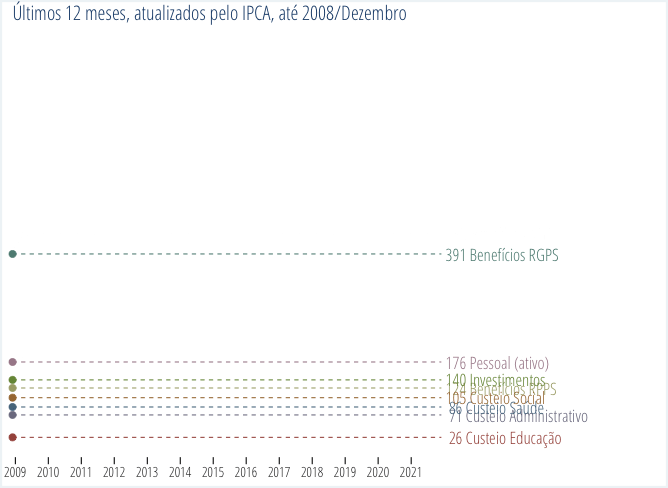 Últimos 12 meses, atualizados pelo IPCA, até 2008/Dezembro
391 Benefícios RGPS
176 Pessoal (ativo)
140 Investimentos
124 Benefícios RPPS
105 Custeio Social
86 Custeio Saúde
71 Custeio Administrativo
26 Custeio Educação
2009 2010 2011 2012 2013 2014 2015 2016 2017 2018 2019 2020 2021